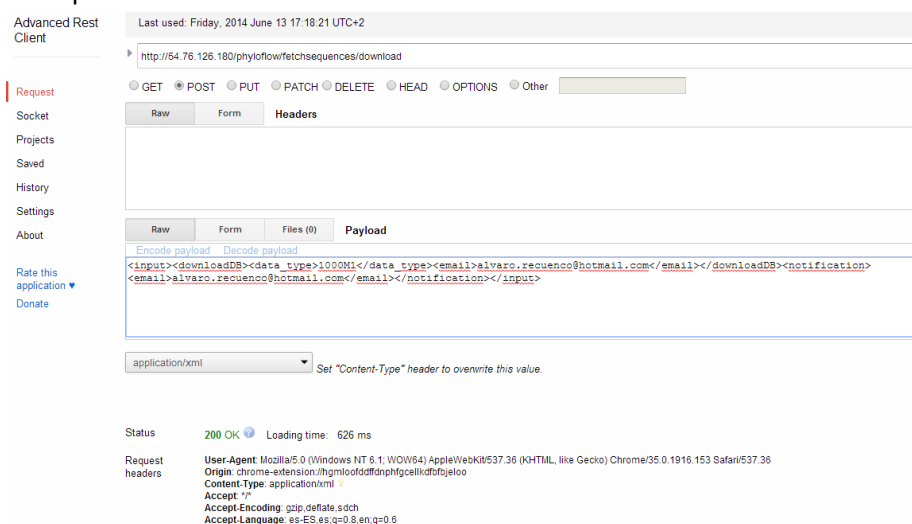 Advanced Rest
Client
Last used: Friday, 2014 June 13 17:18:21 UTC+2
http://54.76.126.180/phyloflow/fetchsequences/download
GET POST PUT PATCH DELETE HEAD OPTIONS Other
Request
Socket
Projects
Saved
History
Settings
About
Rate this
application ♥
Donate
Raw Form Headers
Raw Form Files (0) Payload
Encode payload Decode payload
<input><downloadDB><data_type>1000M1</data_type><email>alvaro.recuenco@hotmail.com</email></downloadDB><notification>
<email>alvaro.recuenco@hotmail.com</email></notification></input>
application/xml Set "Content-Type" header to overwrite this value.
Status 200 OK Loading time: 626 ms
Request
headers
User-Agent: Mozilla/5.0 (Windows NT 6.1; WOW64) AppleWebKit/537.36 (KHTML, like Gecko) Chrome/35.0.1916.153 Safari/537.36
Origin: chrome-extension://hgmloofddffdnphfgcellkdfbfbjeloo
Content-Type: application/xml
Accept: */*
Accept-Encoding: gzip,deflate,sdch
Accept-Language: es-ES,es;q=0.8,en;q=0.6